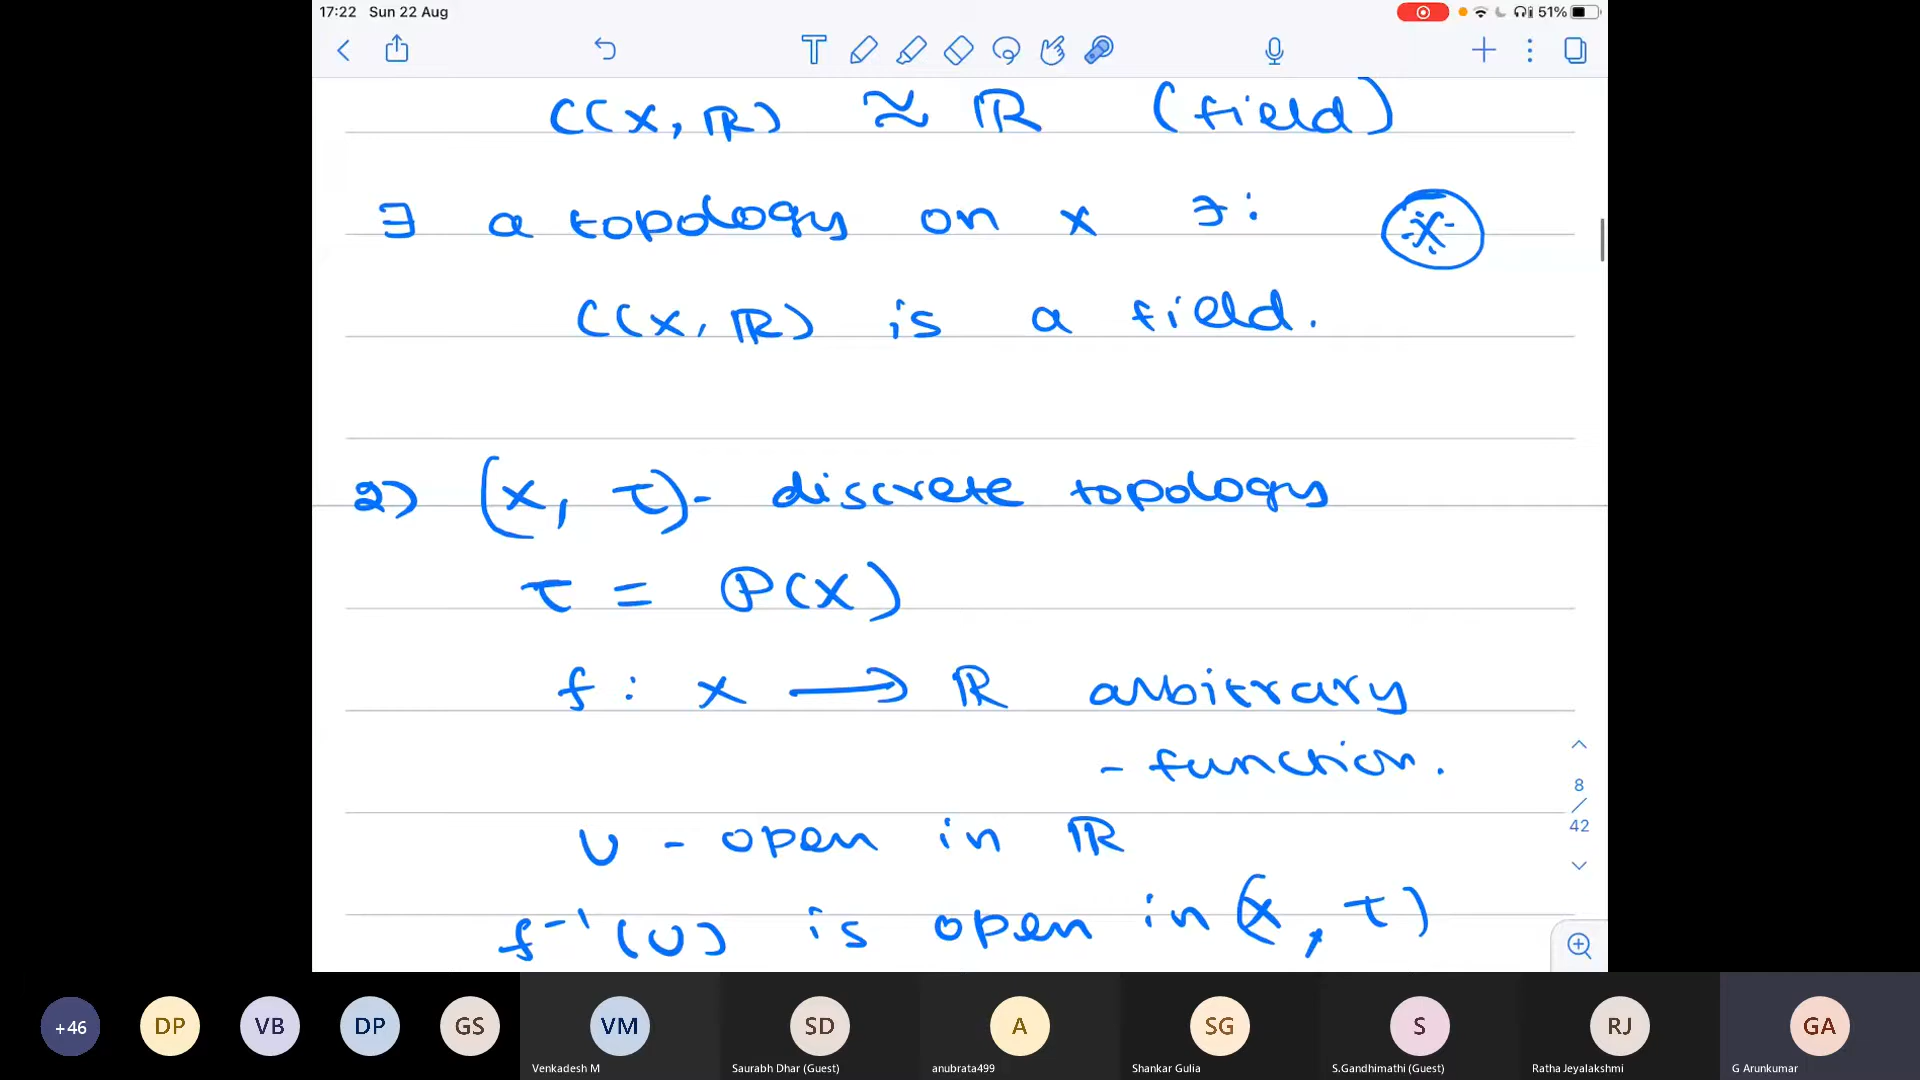 17:22 Sun 22 Aug 51%
C(X, ℝ) ≈ ℝ (field)
∃ a topology on X ∋:
C(X, ℝ) is a field.
2) (X, τ) - discrete topology
τ = P(X)
f : X ⟶ ℝ arbitrary
- function.
8
/
42
U - open in ℝ
f⁻¹(U) is open in (X, τ)
+46 DP VB DP GS VM SD A SG S RJ GA
Venkadesh M Saurabh Dhar (Guest) anubrata499 Shankar Gulia S.Gandhimathi (Guest) Ratha Jeyalakshmi G Arunkumar